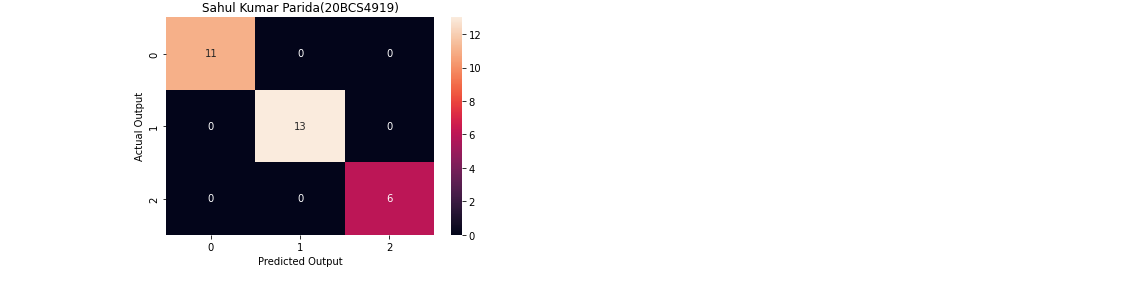 Sahul Kumar Parida(20BCS4919)
12
10
8
6
4
2
0
Actual Output
0
1
2
11 0 0
0 13 0
0 0 6
0 1 2
Predicted Output